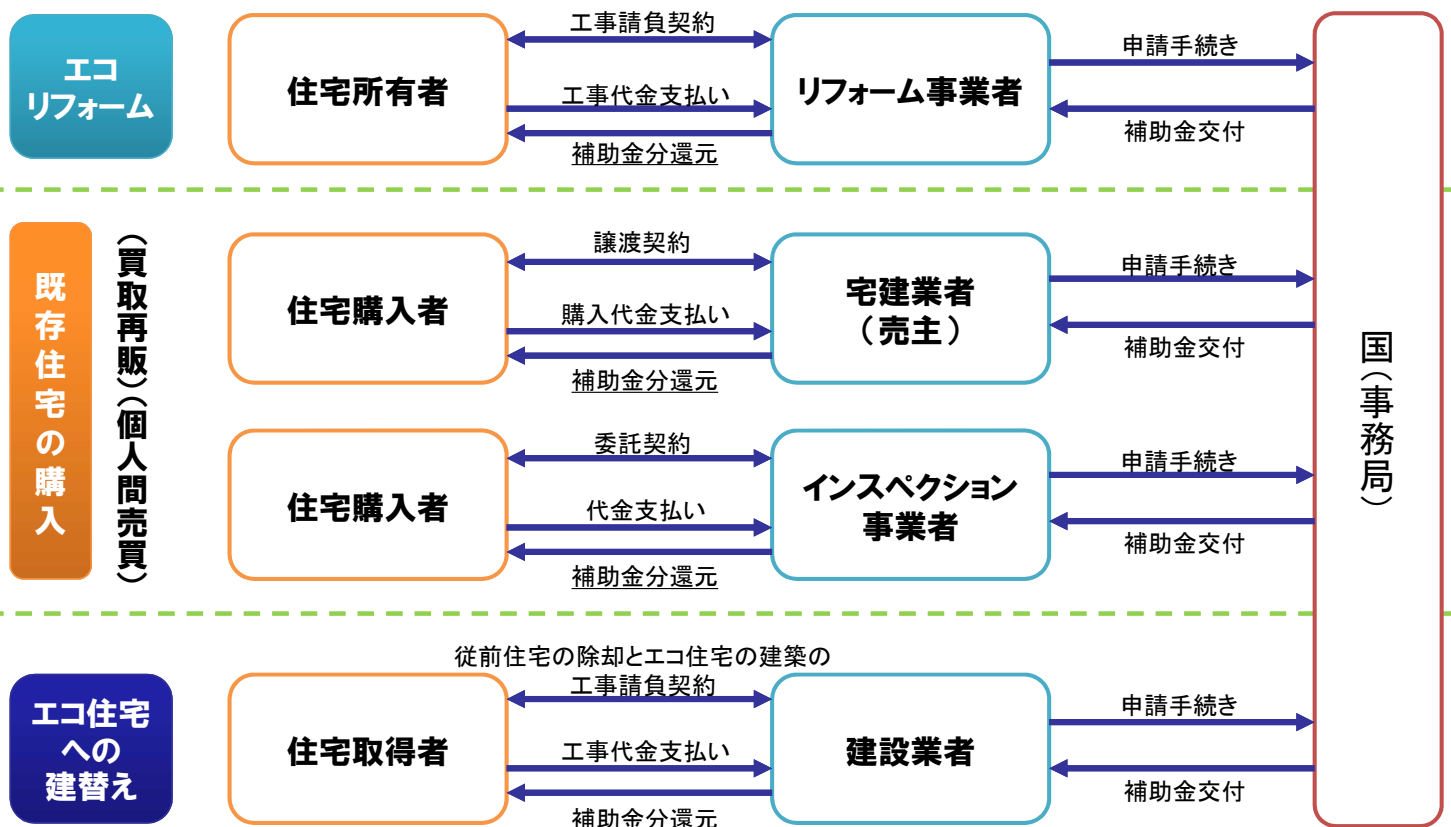 エコ
リフォーム
住宅所有者
工事請負契約
工事代金支払い
補助金分還元
リフォーム事業者
申請手続き
補助金交付
国(事務局)
既存住宅の購入
(買取再販)(個人間売買)
住宅購入者
譲渡契約
購入代金支払い
補助金分還元
宅建業者
(売主)
申請手続き
補助金交付
住宅購入者
委託契約
代金支払い
補助金分還元
インスペクション
事業者
申請手続き
補助金交付
エコ住宅
への
建替え
住宅取得者
従前住宅の除却とエコ住宅の建築の
工事請負契約
工事代金支払い
補助金分還元
建設業者
申請手続き
補助金交付